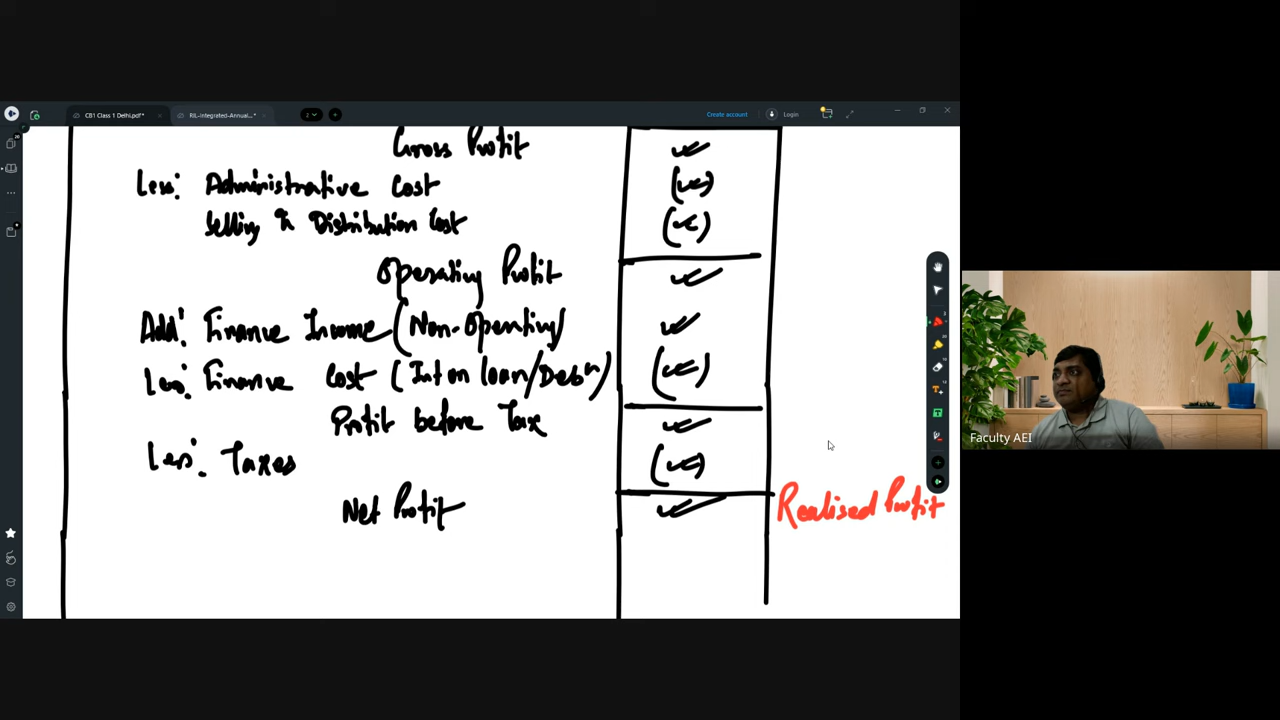 CB1 Class 1 Delhi.pdf*
RIL-Integrated-Annual...*
2
Create account
Login
Gross Profit
Less: Administrative Cost
Selling & Distribution Cost
Operating Profit
Add: Finance Income (Non-Operating)
Less: Finance Cost (Int on loan/Debn)
Profit before Tax
Less: Taxes
Net Profit
Realised Profit
Faculty AEI